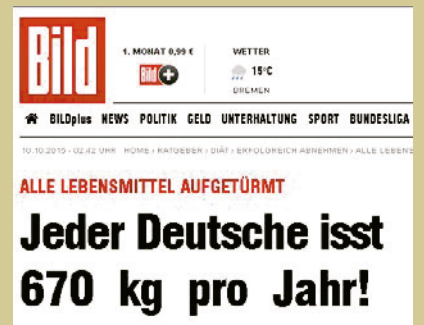 Bild
1. MONAT 0,99 € WETTER
Bild + 15°C
BREMEN
BILDplus NEWS POLITIK GELD UNTERHALTUNG SPORT BUNDESLIGA
10.10.2015 - 02:42 UHR HOME › RATGEBER › DIÄT › ERFOLGREICH ABNEHMEN › ALLE LEBENS
ALLE LEBENSMITTEL AUFGETÜRMT
Jeder Deutsche isst
670 kg pro Jahr!